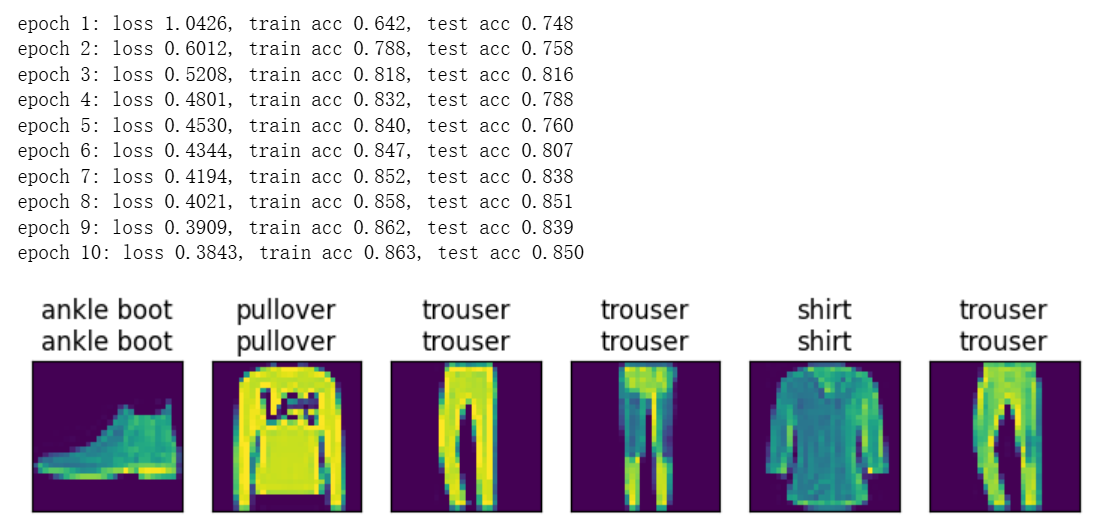 epoch 1: loss 1.0426, train acc 0.642, test acc 0.748
epoch 2: loss 0.6012, train acc 0.788, test acc 0.758
epoch 3: loss 0.5208, train acc 0.818, test acc 0.816
epoch 4: loss 0.4801, train acc 0.832, test acc 0.788
epoch 5: loss 0.4530, train acc 0.840, test acc 0.760
epoch 6: loss 0.4344, train acc 0.847, test acc 0.807
epoch 7: loss 0.4194, train acc 0.852, test acc 0.838
epoch 8: loss 0.4021, train acc 0.858, test acc 0.851
epoch 9: loss 0.3909, train acc 0.862, test acc 0.839
epoch 10: loss 0.3843, train acc 0.863, test acc 0.850
ankle boot pullover trouser trouser shirt trouser
ankle boot pullover trouser trouser shirt trouser